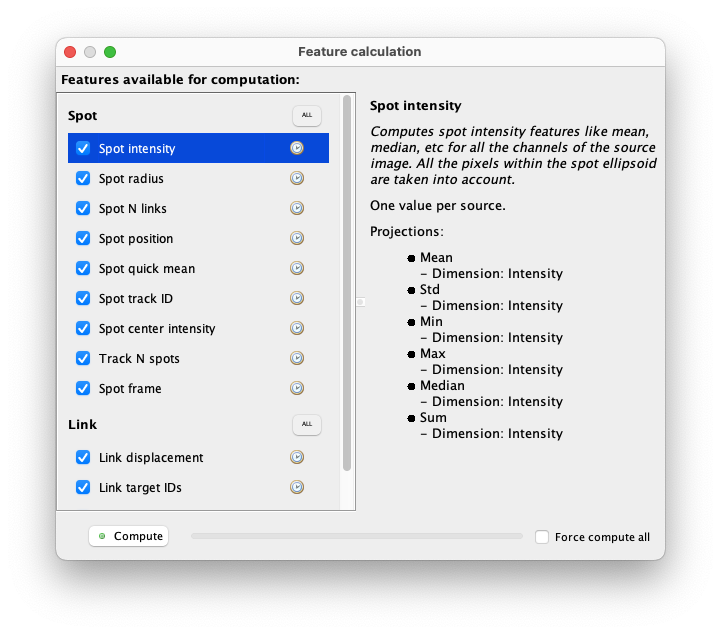 Feature calculation
Features available for computation:
Spot
ALL
Spot intensity
Spot radius
Spot N links
Spot position
Spot quick mean
Spot track ID
Spot center intensity
Track N spots
Spot frame
Link
ALL
Link displacement
Link target IDs
Spot intensity
Computes spot intensity features like mean,
median, etc for all the channels of the source
image. All the pixels within the spot ellipsoid
are taken into account.
One value per source.
Projections:
● Mean
– Dimension: Intensity
● Std
– Dimension: Intensity
● Min
– Dimension: Intensity
● Max
– Dimension: Intensity
● Median
– Dimension: Intensity
● Sum
– Dimension: Intensity
Compute
Force compute all